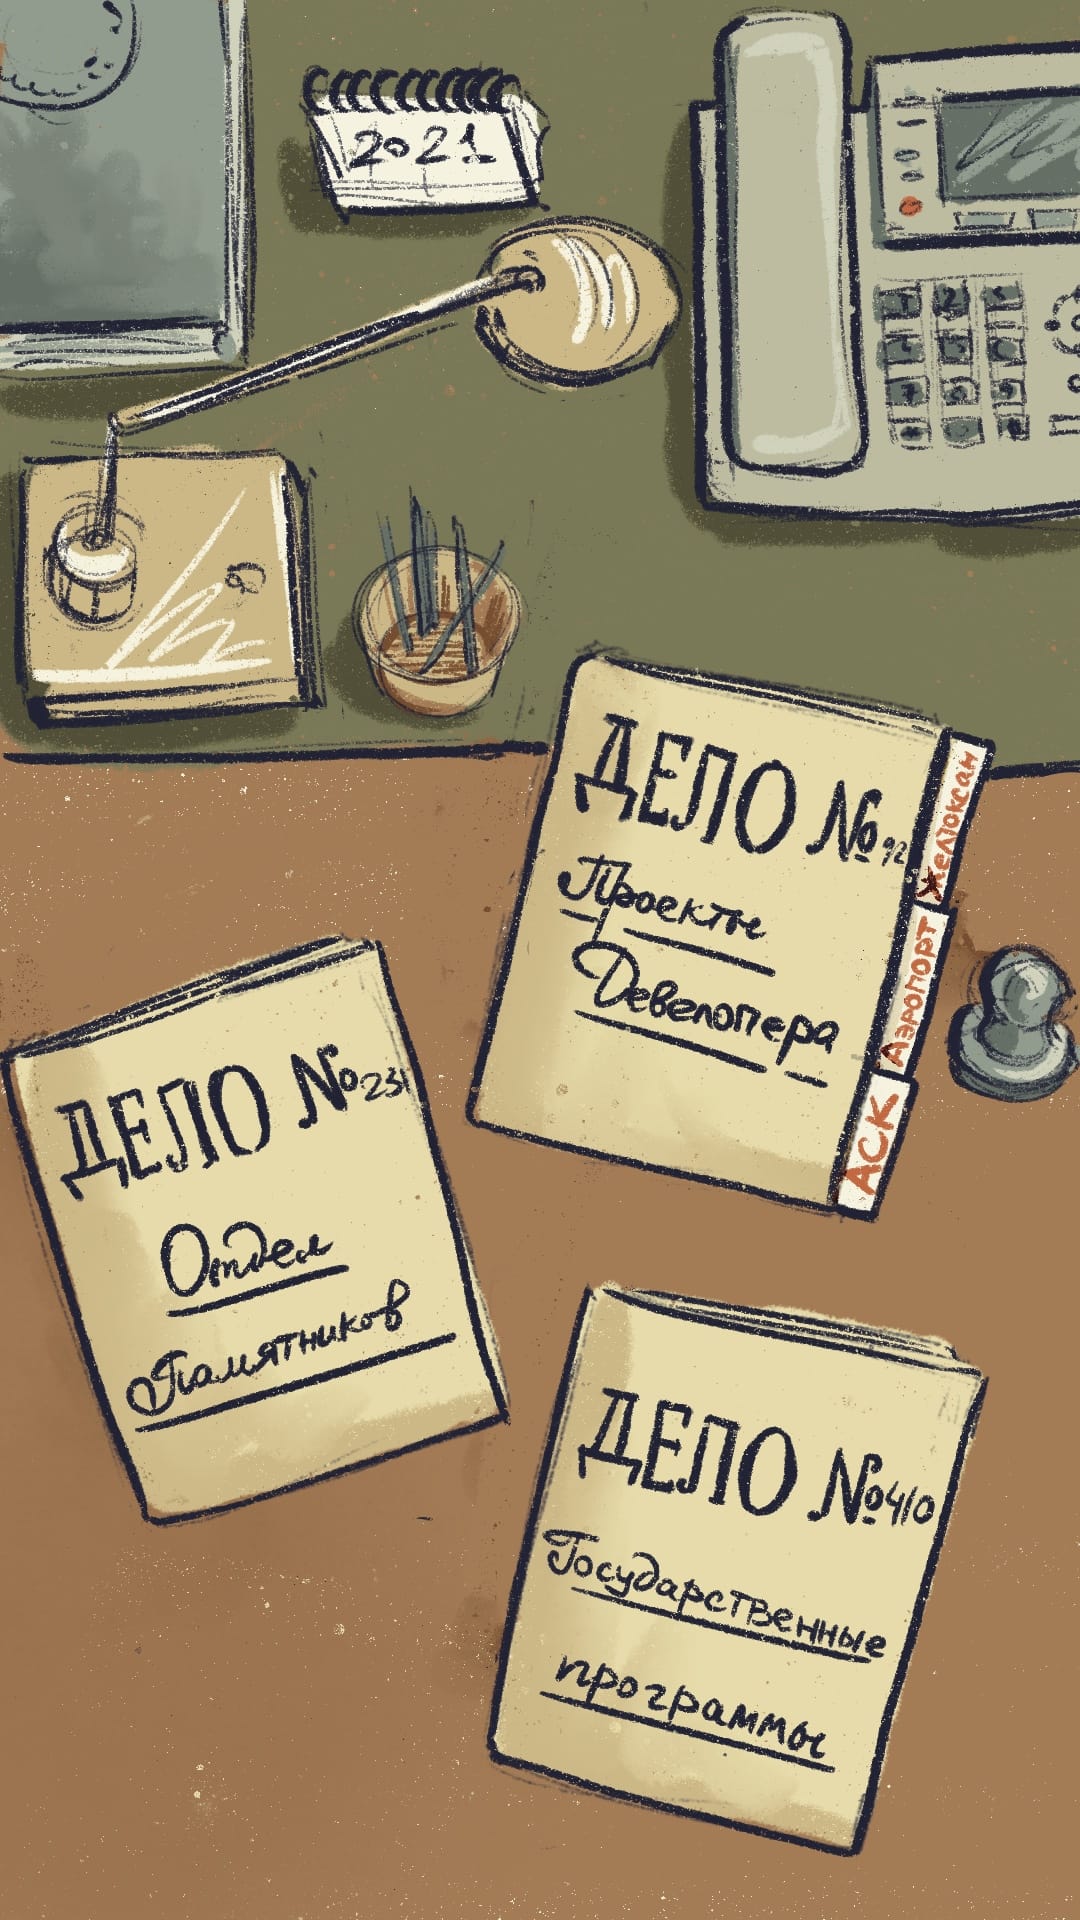 2021
ДЕЛО №92
Проекты
Девелопера
Желтоксан
Аэропорт
АСК
ДЕЛО №231
Отдел
Памятников
ДЕЛО №410
Государственные
программы